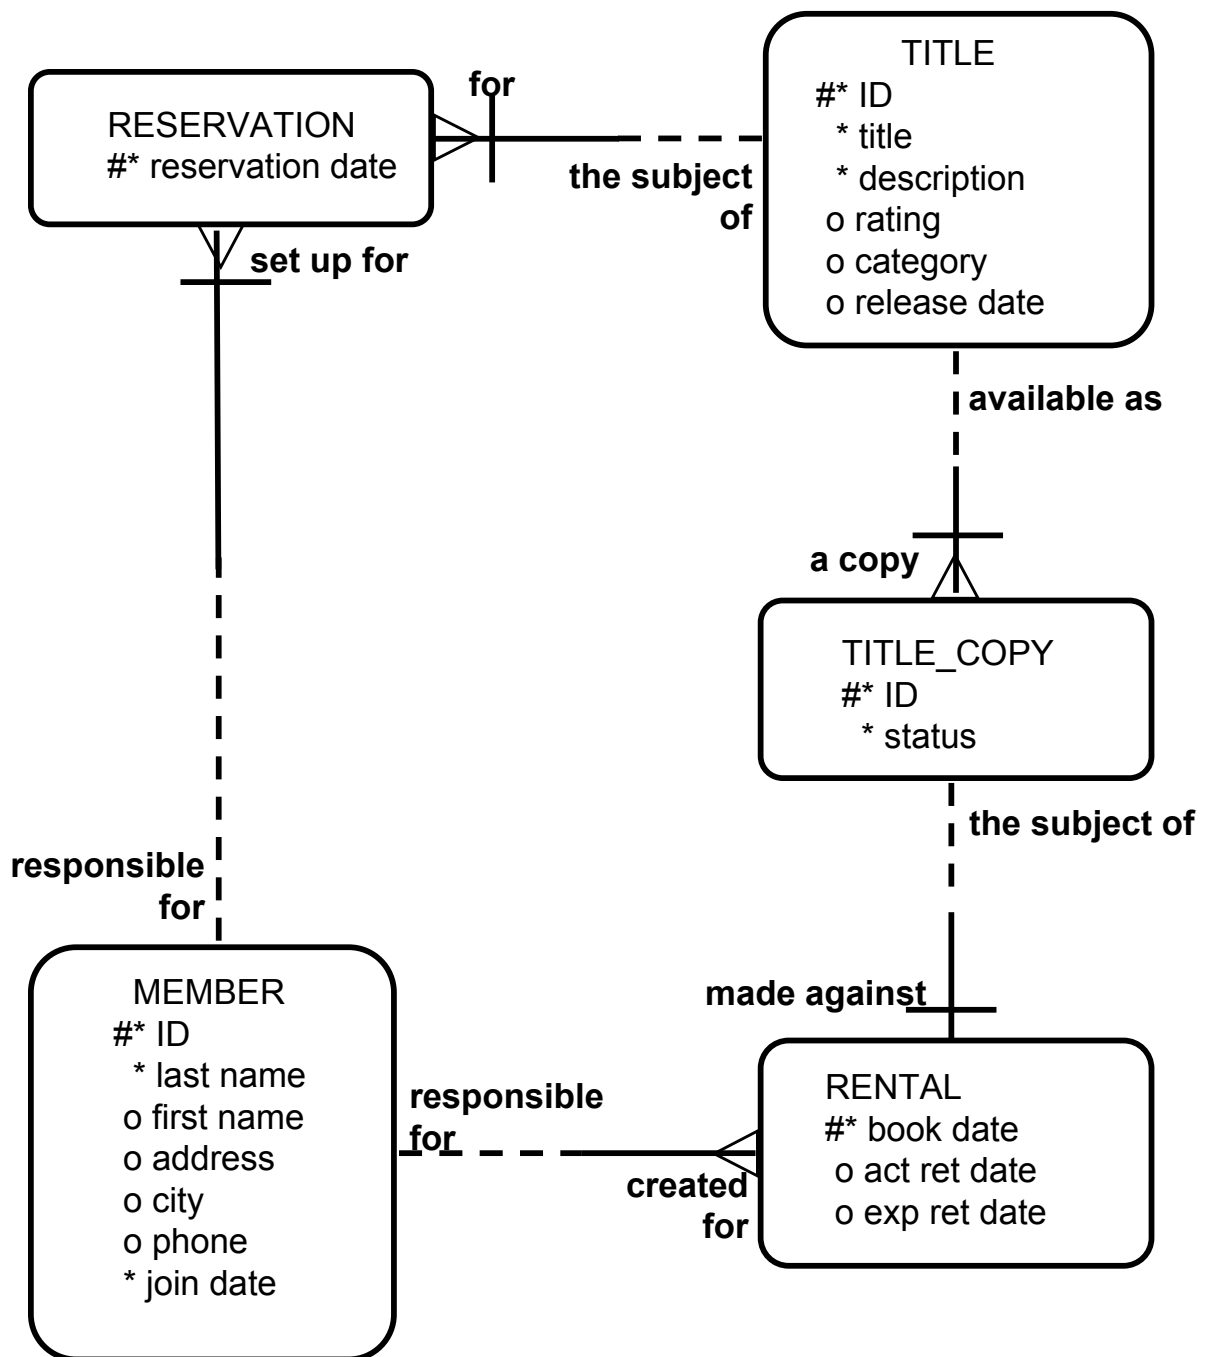 for
RESERVATION
#* reservation date
set up for
TITLE
#* ID
* title
* description
o rating
o category
o release date
the subject
of
available as
a copy
TITLE_COPY
#* ID
* status
the subject of
responsible
for
MEMBER
#* ID
* last name
o first name
o address
o city
o phone
* join date
responsible
for
created
for
made against
RENTAL
#* book date
o act ret date
o exp ret date